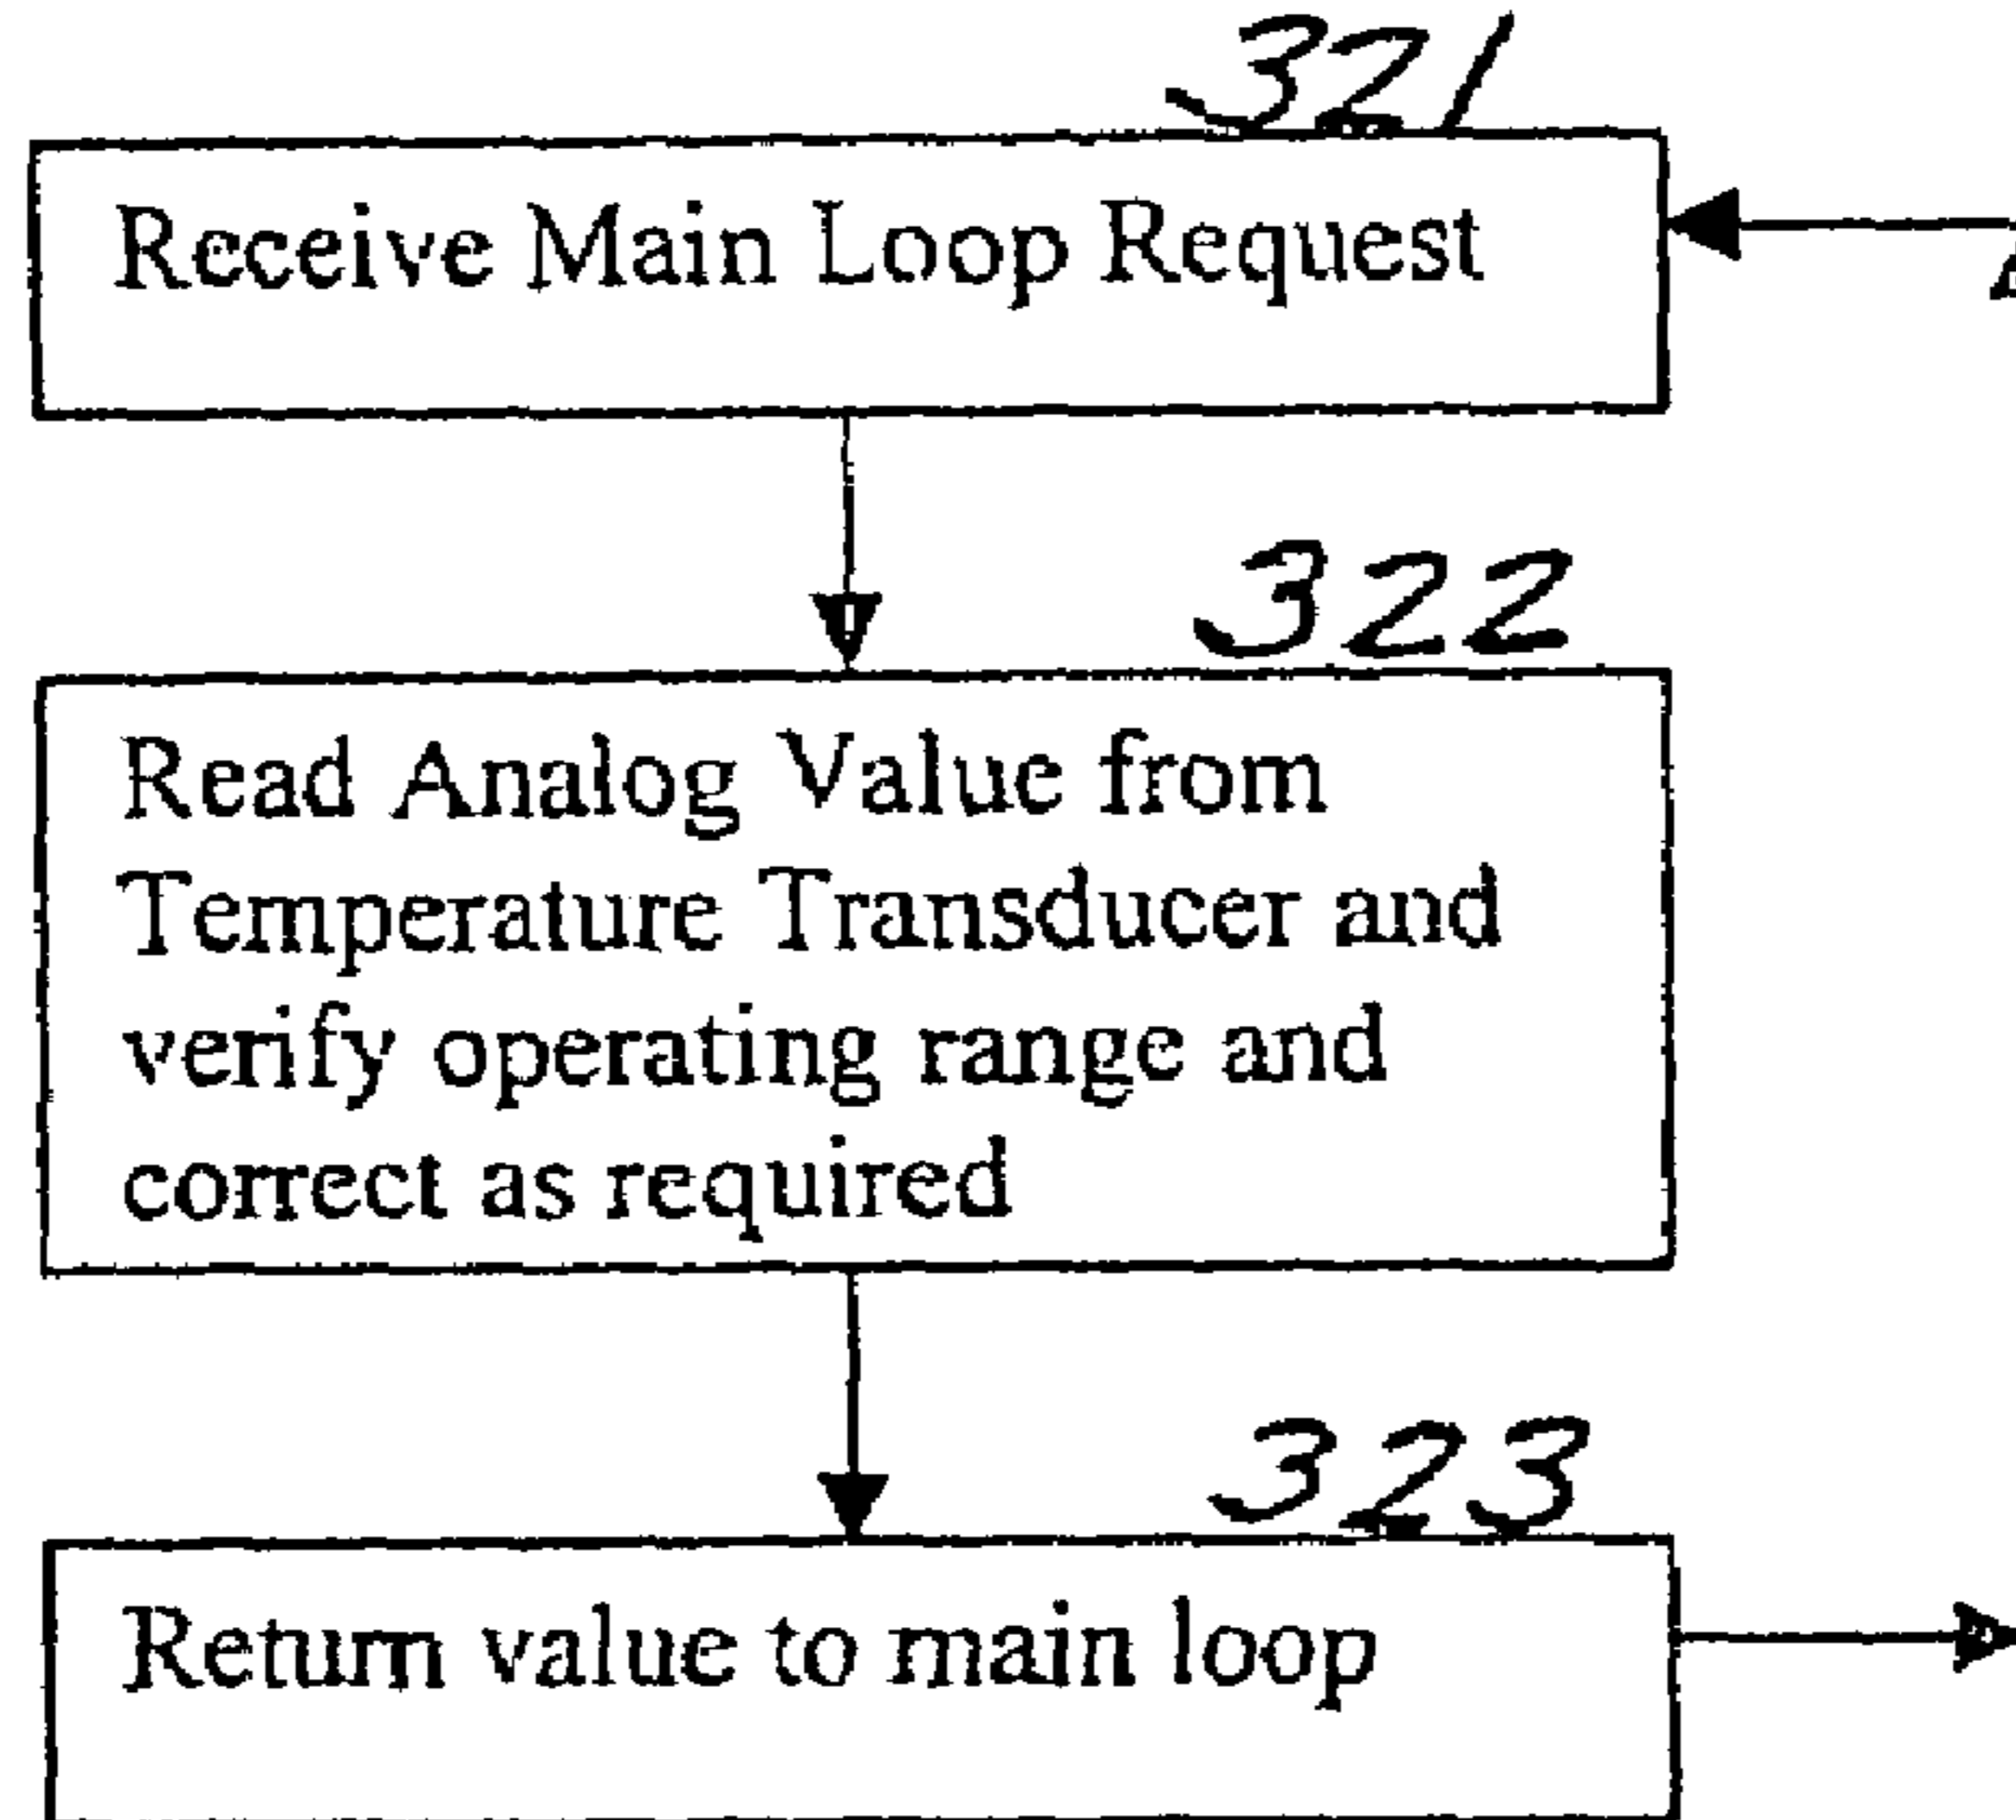 321
Receive Main Loop Request
322
Read Analog Value from
Temperature Transducer and
verify operating range and
correct as required
323
Return value to main loop